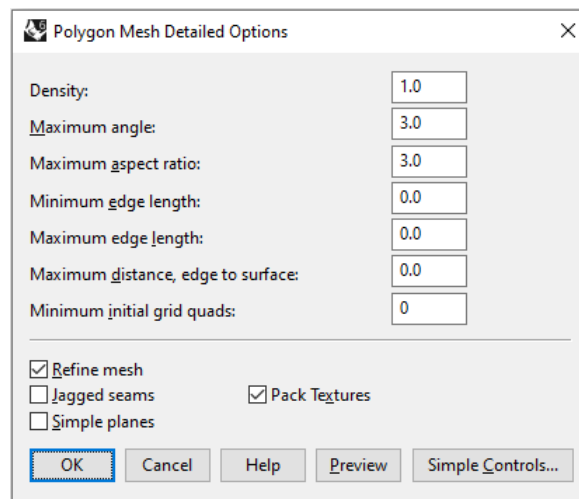 Polygon Mesh Detailed Options
Density: 1.0
Maximum angle: 3.0
Maximum aspect ratio: 3.0
Minimum edge length: 0.0
Maximum edge length: 0.0
Maximum distance, edge to surface: 0.0
Minimum initial grid quads: 0
Refine mesh
Jagged seams Pack Textures
Simple planes
OK Cancel Help Preview Simple Controls...